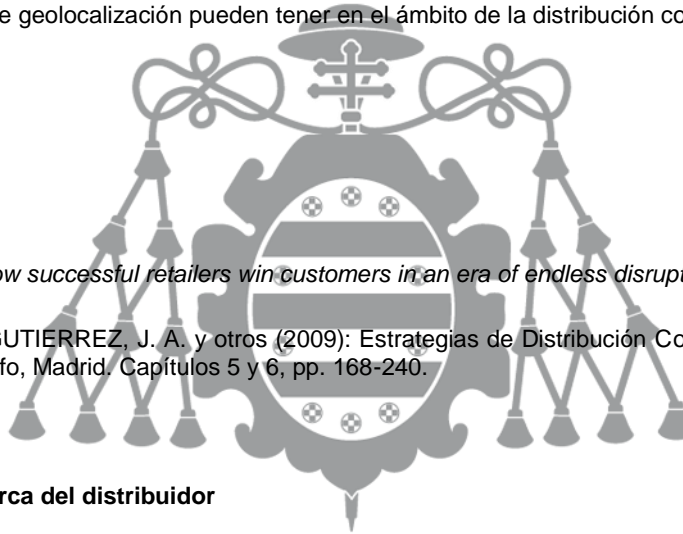 e geolocalización pueden tener en el ámbito de la distribución co
ow successful retailers win customers in an era of endless disrupt
GUTIERREZ, J. A. y otros (2009): Estrategias de Distribución Co
fo, Madrid. Capítulos 5 y 6, pp. 168-240.
rca del distribuidor